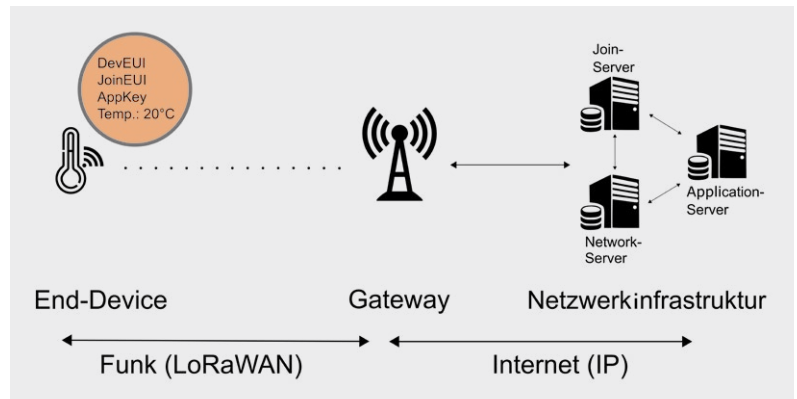 DevEUI
JoinEUI
AppKey
Temp.: 20°C
Join-
Server
Application-
Server
Network-
Server
End-Device
Gateway
Netzwerkinfrastruktur
Funk (LoRaWAN)
Internet (IP)